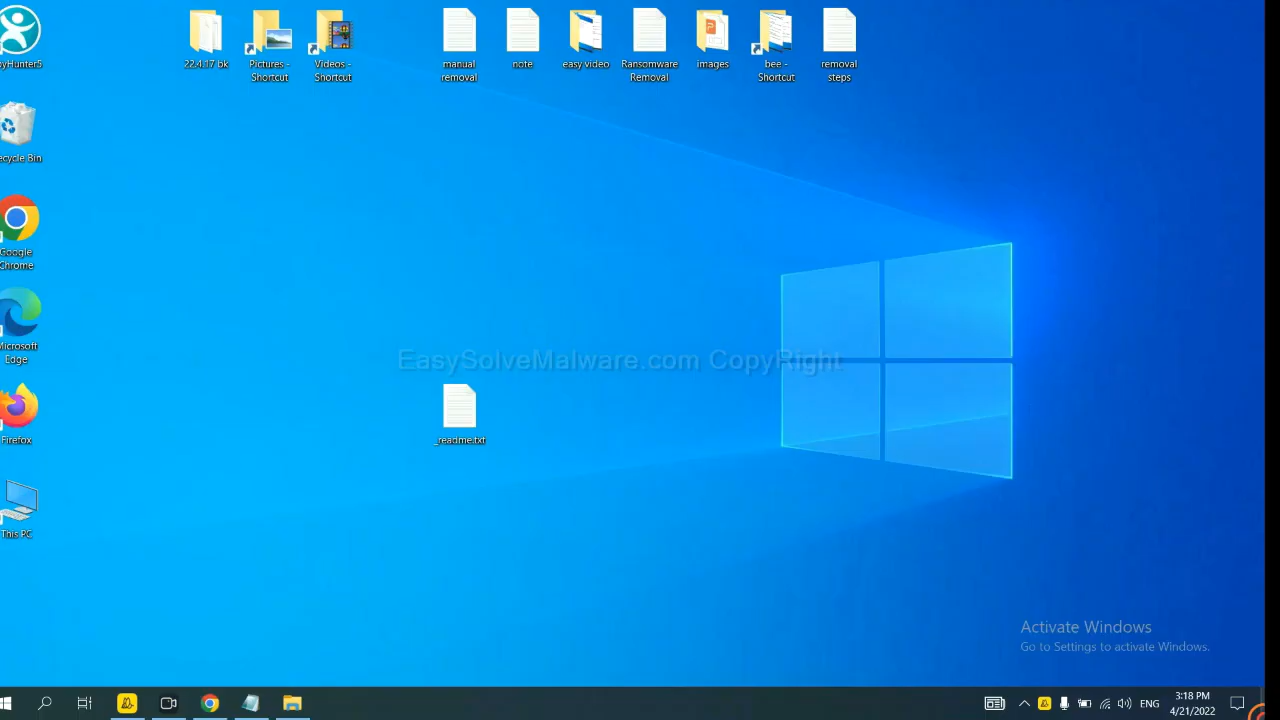 22.4.17 bk
Pictures -
Shortcut
Videos -
Shortcut
manual
removal
note
easy video
Ransomware
Removal
images
bee -
Shortcut
removal
steps
yHunter5
ecycle Bin
Google
Chrome
Microsoft
Edge
Firefox
This PC
EasySolveMalware.com CopyRight
_readme.txt
Activate Windows
Go to Settings to activate Windows.
ENG
3:18 PM
4/21/2022